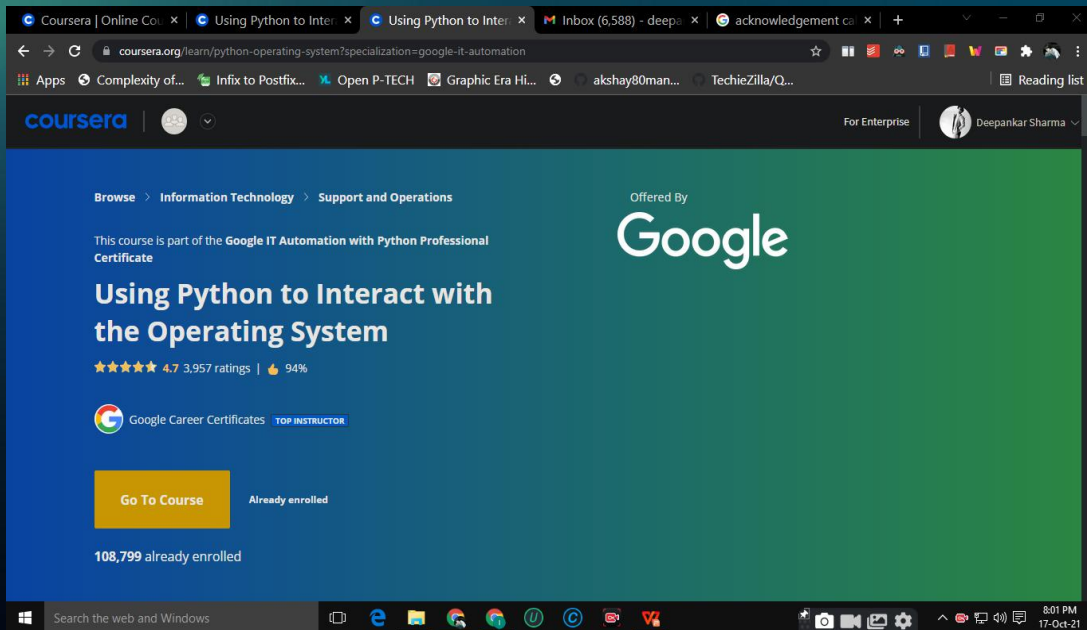 Coursera | Online Cou
Using Python to Inter
Using Python to Inter
Inbox (6,588) - deepa
acknowledgement ca
coursera.org/learn/python-operating-system?specialization=google-it-automation
Apps
Complexity of...
Infix to Postfix...
Open P-TECH
Graphic Era Hi...
akshay80man...
TechieZilla/Q...
Reading list
coursera
For Enterprise
Deepankar Sharma
Browse > Information Technology > Support and Operations
Offered By
Google
This course is part of the Google IT Automation with Python Professional
Certificate
Using Python to Interact with
the Operating System
4.7 3,957 ratings | 94%
Google Career Certificates TOP INSTRUCTOR
Go To Course
Already enrolled
108,799 already enrolled
Search the web and Windows
8:01 PM
17-Oct-21